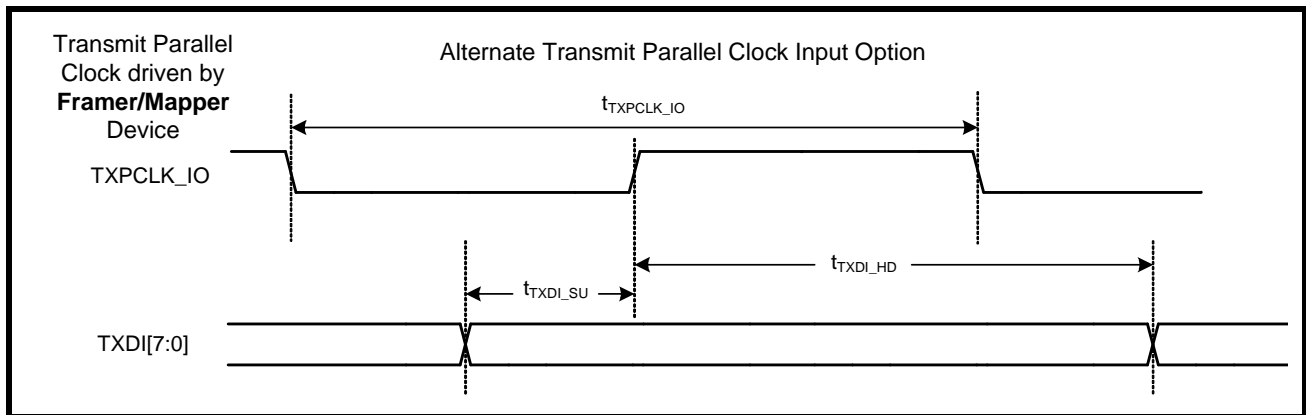 Transmit Parallel
Clock driven by
Framer/Mapper
Device
Alternate Transmit Parallel Clock Input Option
tTXPCLK_IO
TXPCLK_IO
tTXDI_HD
tTXDI_SU
TXDI[7:0]